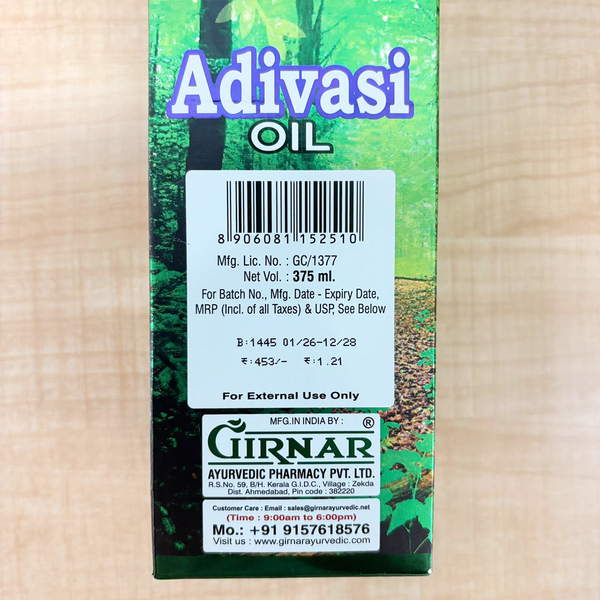 Adivasi
OIL
8 906081 152510
Mfg. Lic. No. : GC/1377
Net Vol. : 375 ml.
For Batch No., Mfg. Date - Expiry Date,
MRP (Incl. of all Taxes) & USP, See Below
B:1445 01/26-12/28
₹:453/- ₹:1.21
For External Use Only
MFG.IN INDIA BY :
GIRNAR ®
AYURVEDIC PHARMACY PVT. LTD.
R.S.No. 59, B/H. Kerala G.I.D.C., Village : Zekda
Dist. Ahmedabad, Pin code : 382220
Customer Care : Email : sales@girnarayurvedic.net
(Time : 9:00am to 6:00pm)
Mo.: +91 9157618576
Visit us : www.girnarayurvedic.com